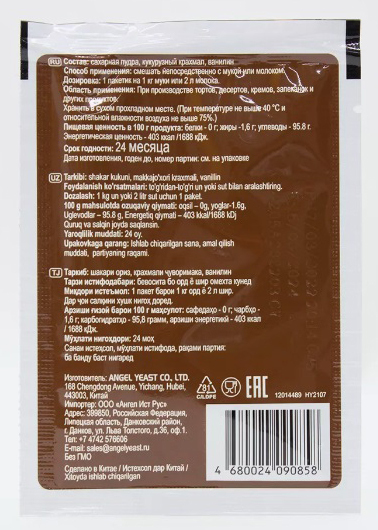 RU Состав: сахарная пудра, кукурузный крахмал, ванилин
Способ применения: смешать непосредственно с мукой или молоком.
Дозировка: 1 пакетик на 1 кг муки или 2 л молока.
Область применения: При производстве тортов, десертов, кремов, запеканок и
других продуктов.
Хранить в сухом прохладном месте. (При температуре не выше 40 °С и
относительной влажности воздуха не выше 75%.)
Пищевая ценность в 100 г продукта: белки - 0 г; жиры -1,6 г; углеводы - 95.8 г.
Энергетическая ценность - 403 ккал /1688 кДж.
Срок годности: 24 месяца
Дата изготовления, годен до, номер партии: см. на упаковке
UZ Tarkibi: shakar kukuni, makkajo'xori kraxmali, vanilin
Foydalanish ko'rsatmalari: to'g'ridan-to'g'ri un yoki sut bilan aralashtiring.
Dozalash: 1 kg un yoki 2 litr sut uchun 1 paket.
100 g mahsulotda ozuqaviy qiymati: oqsil – 0g, yoglar-1.6g,
Uglevodlar – 95.8 g, Energetiq qiymati – 403 kkal/1688 kDj
Quruq va salqin joyda saqlansin.
Yaroqlilik muddati: 24 oy.
Upakovkaga qarang: Ishlab chiqarilgan sana, amal qilish
muddati, partiyaning raqami.
TJ Таркиб: шакари ориз, крахмали ҷуворимака, ванилин
Тарзи истифодабари: бевосита бо орд ё шир омехта кунед
Миқдори истеъмол: 1 пакет барои 1 кг орд ё 2 л шир.
Дар ҷои салқини хушк нигоҳ доред.
Арзиши ғизоӣ барои 100 г маҳсулот: сафедаҳо - 0 г; чарбҳо -
1,6 г; карбогидратҳо - 95,8 грамм, арзиши энергетикӣ - 403 ккал
/ 1688 кДж.
Мӯҳлати нигоҳдорӣ: 24 моҳ
Санаи истеҳсол, мӯҳлати истифода, рақами партия:
ба банду баст нигаред
Изготовитель: ANGEL YEAST CO. LTD.
168 Chengdong Avenue, Yichang, Hubei,
443003, Китай
Импортер: ООО «Ангел Ист Рус»
Адрес: 399850, Российская Федерация,
Липецкая область, Данковский район,
г. Данков, ул. Льва Толстого, д.36, оф.1.
Тел: +7 4742 576606
E-mail: sales@angelyeast.ru
Без ГМО
Сделано в Китае / Истехсол дар Китай /
Xitoyda ishlab chiqarilgan
81
C/LDPE
EAC
12014489 HY2107
4 680024 090858